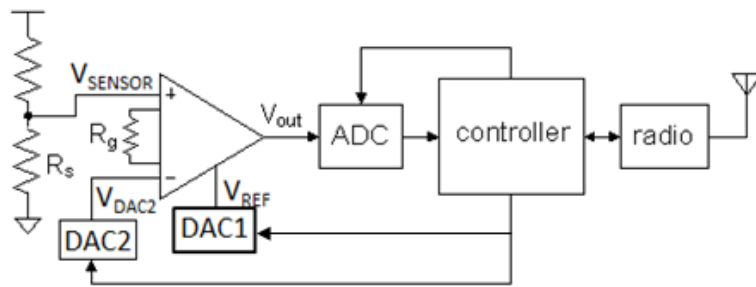 V_SENSOR
+
R_g
R_s
−
V_DAC2
DAC2
V_REF
DAC1
V_out
ADC
controller
radio